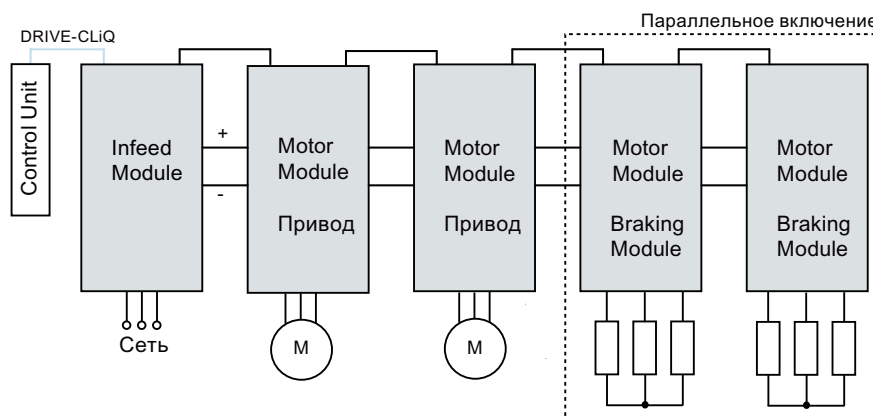 Параллельное включение
DRIVE-CLiQ
Control Unit
Infeed
Module
+
-
Motor
Module
Привод
Motor
Module
Привод
Motor
Module
Braking
Module
Motor
Module
Braking
Module
Сеть
M
M